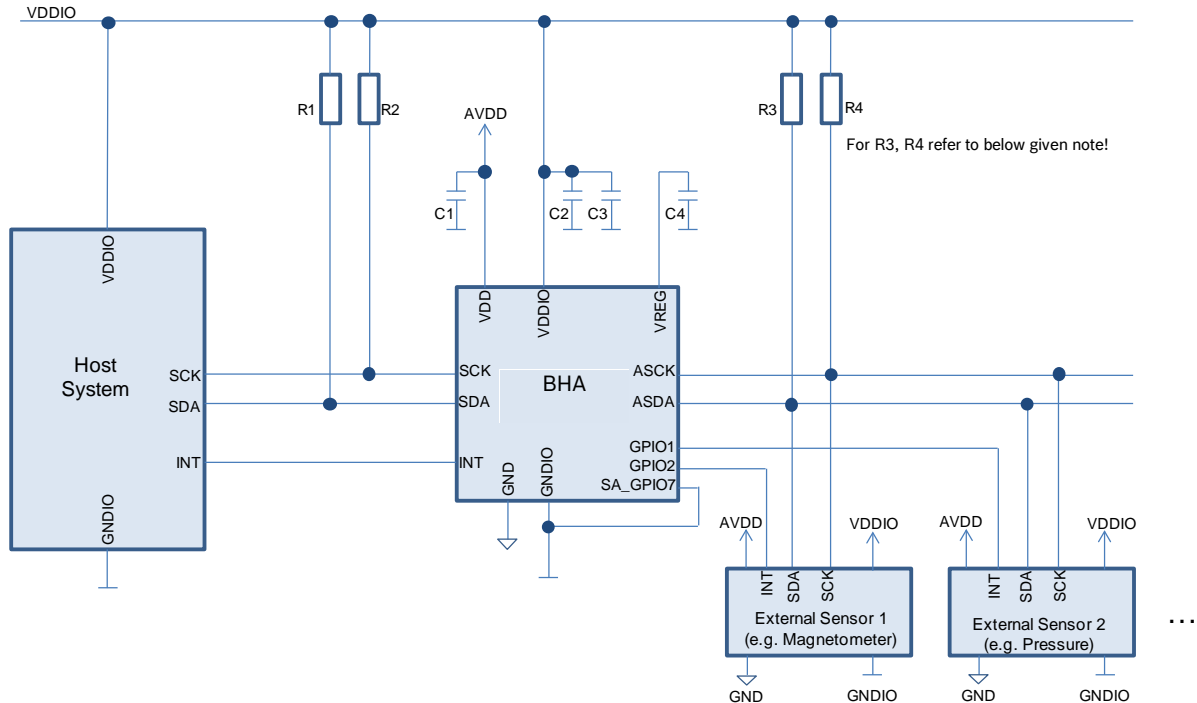 VDDIO
R1
R2
R3
R4
AVDD
For R3, R4 refer to below given note!
C1
C2
C3
C4
VDDIO
Host
System
SCK
SDA
INT
GNDIO
VDD
VDDIO
VREG
SCK
BHA
ASCK
SDA
ASDA
GPIO1
INT
GPIO2
SA_GPIO7
GND
GNDIO
AVDD
VDDIO
AVDD
VDDIO
INT
SDA
SCK
INT
SDA
SCK
External Sensor 1
(e.g. Magnetometer)
External Sensor 2
(e.g. Pressure)
...
GND
GNDIO
GND
GNDIO